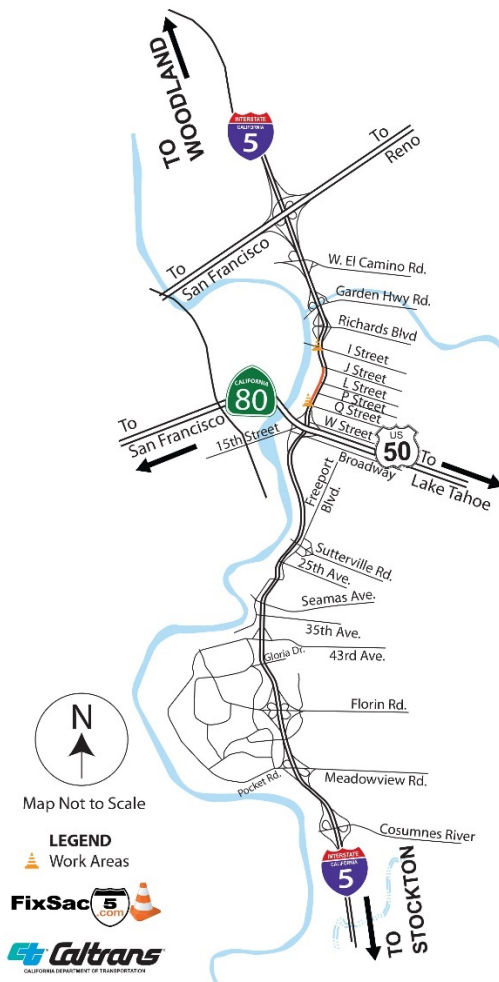 TO
WOODLAND
INTERSTATE
CALIFORNIA
5
To
Reno
To
San Francisco
W. El Camino Rd.
Garden Hwy Rd.
Richards Blvd
I Street
J Street
L Street
P Street
Q Street
W Street
CALIFORNIA
80
To
San Francisco
15th Street
US
50
Broadway
To
Lake Tahoe
Freeport
Blvd.
Sutterville Rd.
25th Ave.
Seamas Ave.
35th Ave.
43rd Ave.
Gloria Dr.
Florin Rd.
Pocket Rd.
Meadowview Rd.
Cosumnes River
INTERSTATE
CALIFORNIA
5
TO
STOCKTON
N
Map Not to Scale
LEGEND
Work Areas
FixSac 5 .com
Caltrans
CALIFORNIA DEPARTMENT OF TRANSPORTATION